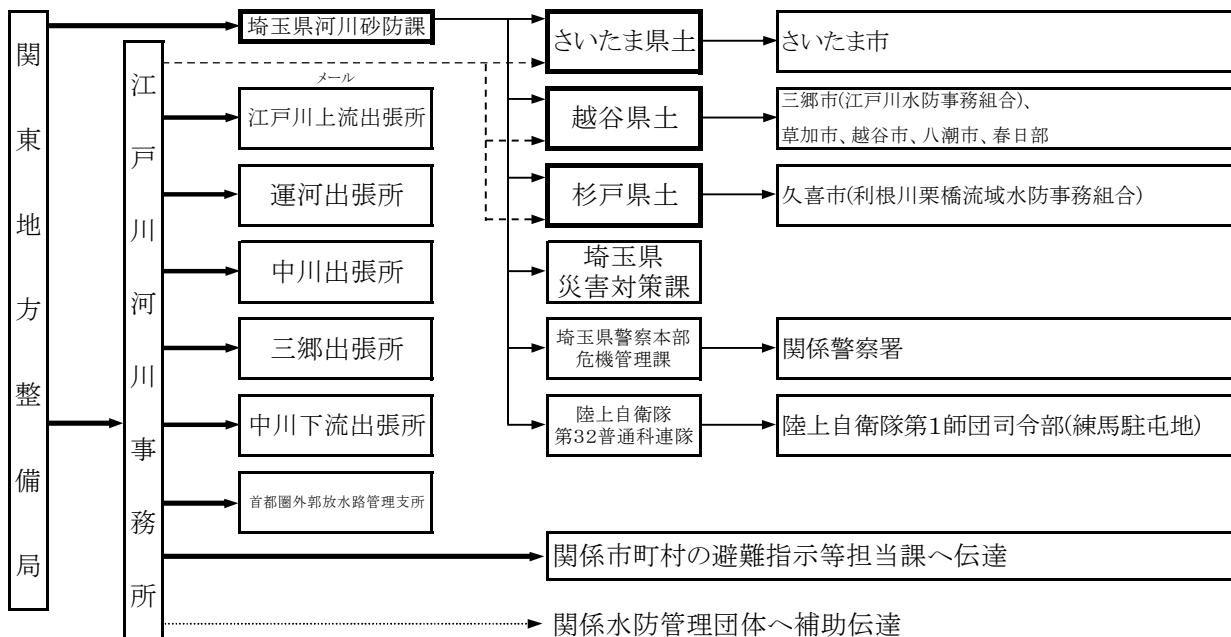 関東地方整備局
江戸川河川事務所
埼玉県河川砂防課
メール
江戸川上流出張所
運河出張所
中川出張所
三郷出張所
中川下流出張所
首都圏外郭放水路管理支所
さいたま県土
さいたま市
越谷県土
三郷市(江戸川水防事務組合)、
草加市、越谷市、八潮市、春日部
杉戸県土
久喜市(利根川栗橋流域水防事務組合)
埼玉県
災害対策課
埼玉県警察本部
危機管理課
関係警察署
陸上自衛隊
第32普通科連隊
陸上自衛隊第1師団司令部(練馬駐屯地)
関係市町村の避難指示等担当課へ伝達
関係水防管理団体へ補助伝達